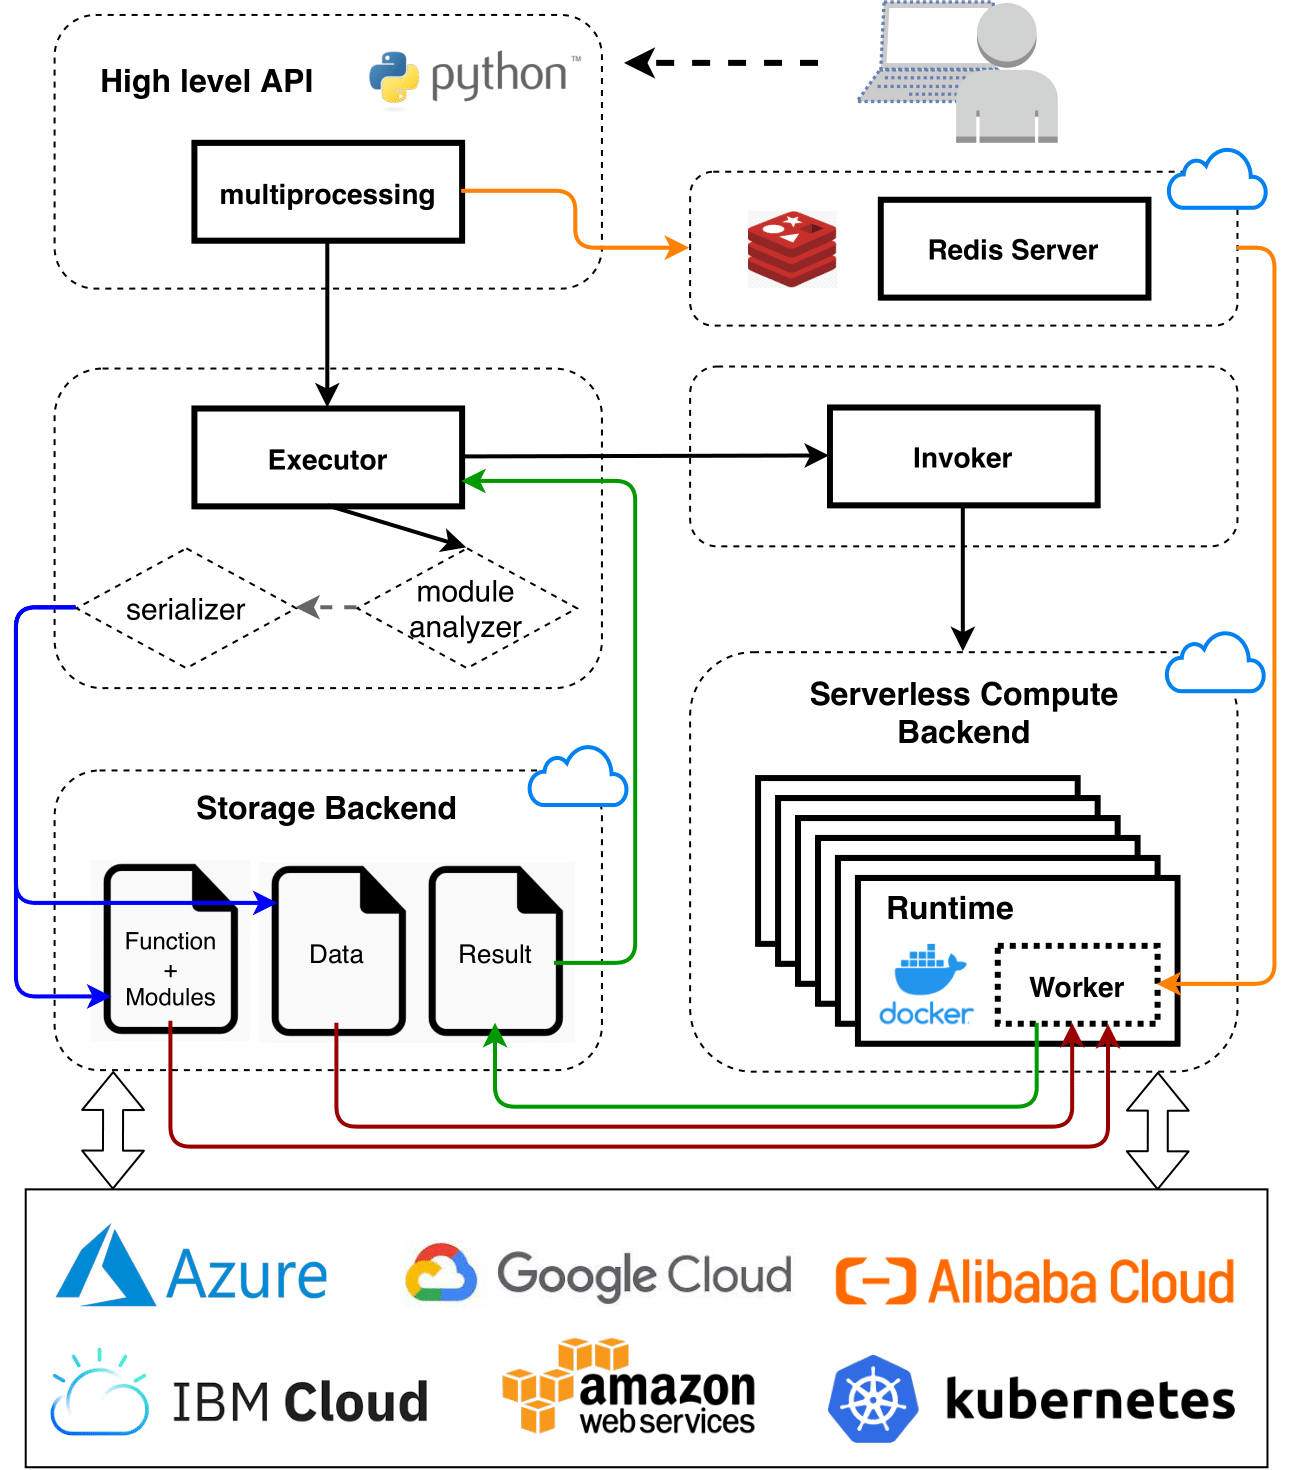 High level API
python™
multiprocessing
Redis Server
Executor
Invoker
serializer
module
analyzer
Serverless Compute
Backend
Storage Backend
Function
+
Modules
Data
Result
Runtime
docker
Worker
Azure
Google Cloud
Alibaba Cloud
IBM Cloud
amazon
web services
kubernetes